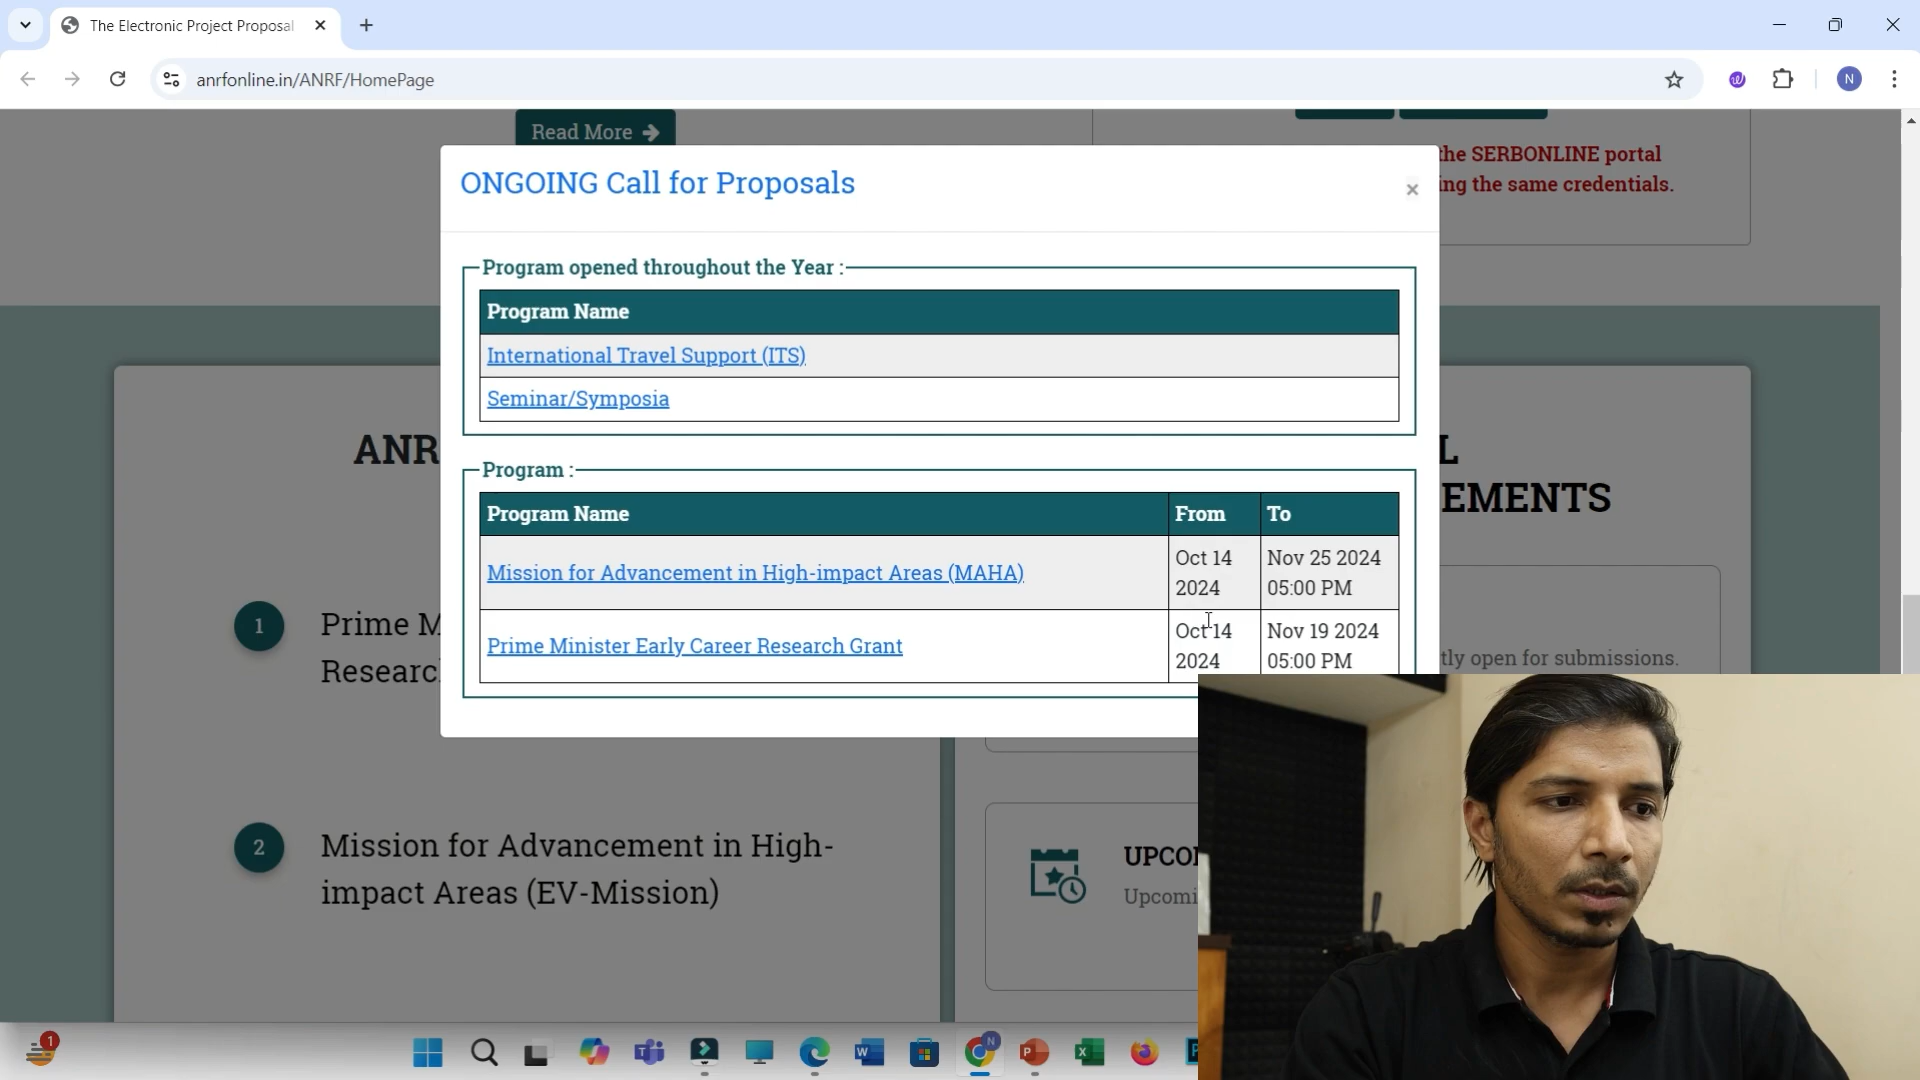 The Electronic Project Proposal
anrfonline.in/ANRF/HomePage
N
Read More
the SERBONLINE portal
ing the same credentials.
ONGOING Call for Proposals
×
Program opened throughout the Year :
Program Name
International Travel Support (ITS)
Seminar/Symposia
Program :
Program Name From To
Mission for Advancement in High-impact Areas (MAHA)
Oct 14
2024
Nov 25 2024
05:00 PM
Prime Minister Early Career Research Grant
Oct 14
2024
Nov 19 2024
05:00 PM
ANR
L
EMENTS
1
Prime M
Researc
tly open for submissions.
2
Mission for Advancement in High-
impact Areas (EV-Mission)
UPCO
Upcomi
1
N